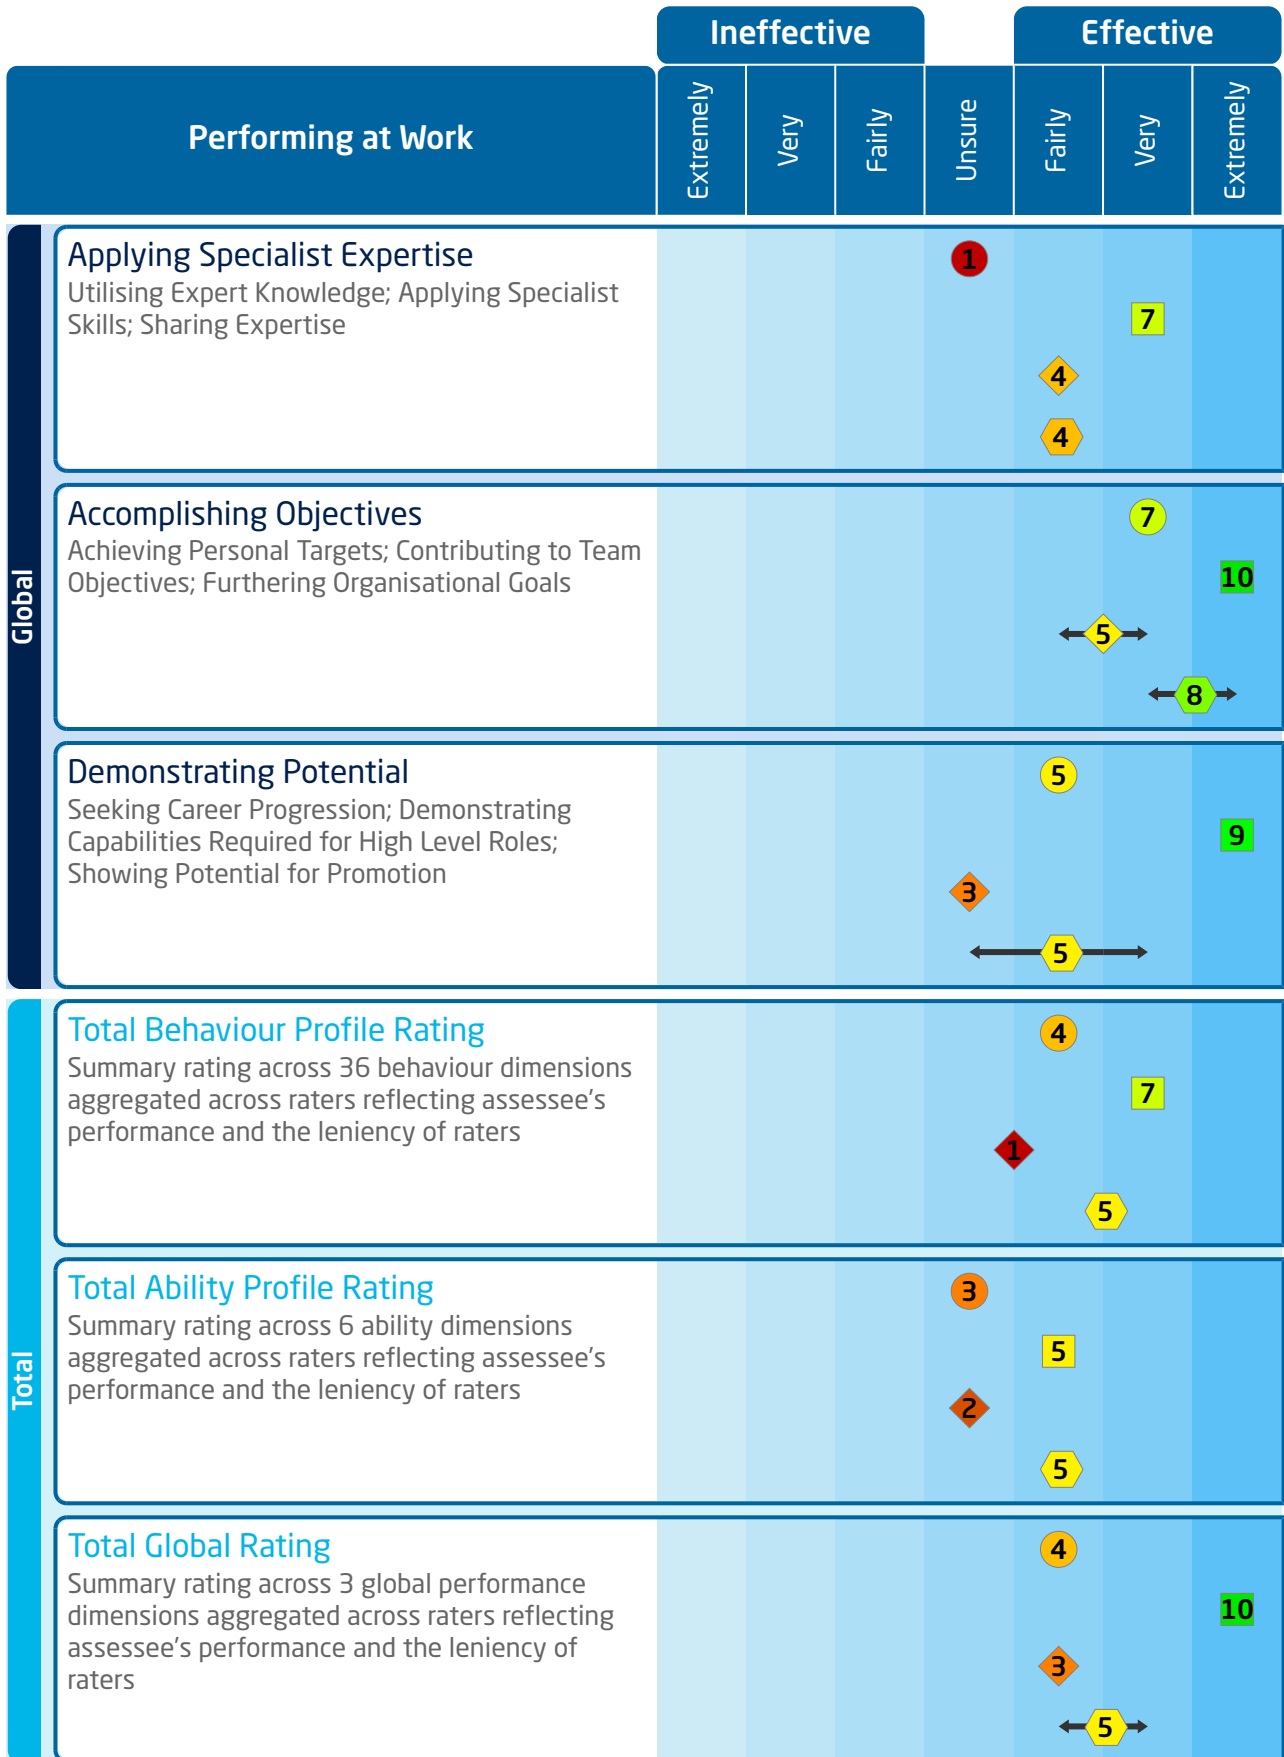 Ineffective
Effective
Performing at Work
Extremely
Very
Fairly
Unsure
Fairly
Very
Extremely
Global
Applying Specialist Expertise
Utilising Expert Knowledge; Applying Specialist
Skills; Sharing Expertise
1
7
4
4
Accomplishing Objectives
Achieving Personal Targets; Contributing to Team
Objectives; Furthering Organisational Goals
7
10
5
8
Demonstrating Potential
Seeking Career Progression; Demonstrating
Capabilities Required for High Level Roles;
Showing Potential for Promotion
5
9
3
5
Total
Total Behaviour Profile Rating
Summary rating across 36 behaviour dimensions
aggregated across raters reflecting assessee's
performance and the leniency of raters
4
7
1
5
Total Ability Profile Rating
Summary rating across 6 ability dimensions
aggregated across raters reflecting assessee's
performance and the leniency of raters
3
5
2
5
Total Global Rating
Summary rating across 3 global performance
dimensions aggregated across raters reflecting
assessee's performance and the leniency of
raters
4
10
3
5